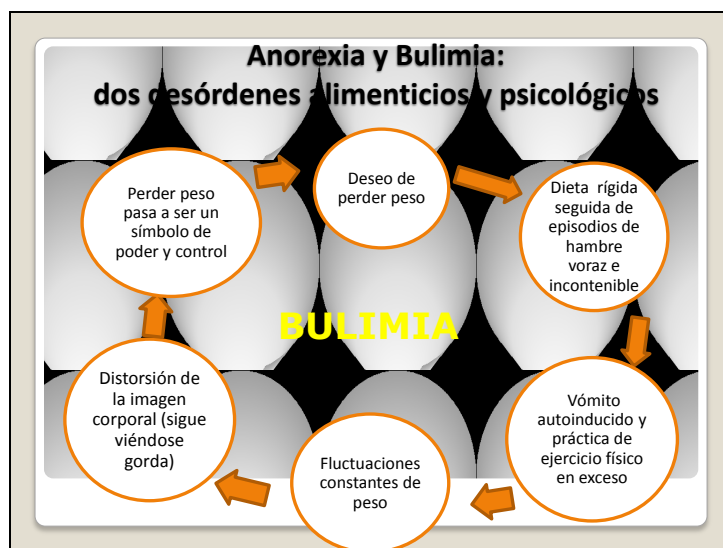 Anorexia y Bulimia:
dos desórdenes alimenticios y psicológicos
Deseo de
perder peso
Dieta rígida
seguida de
episodios de
hambre
voraz e
incontenible
Vómito
autoinducido y
práctica de
ejercicio físico
en exceso
Fluctuaciones
constantes de
peso
Distorsión de
la imagen
corporal (sigue
viéndose
gorda)
Perder peso
pasa a ser un
símbolo de
poder y control
BULIMIA